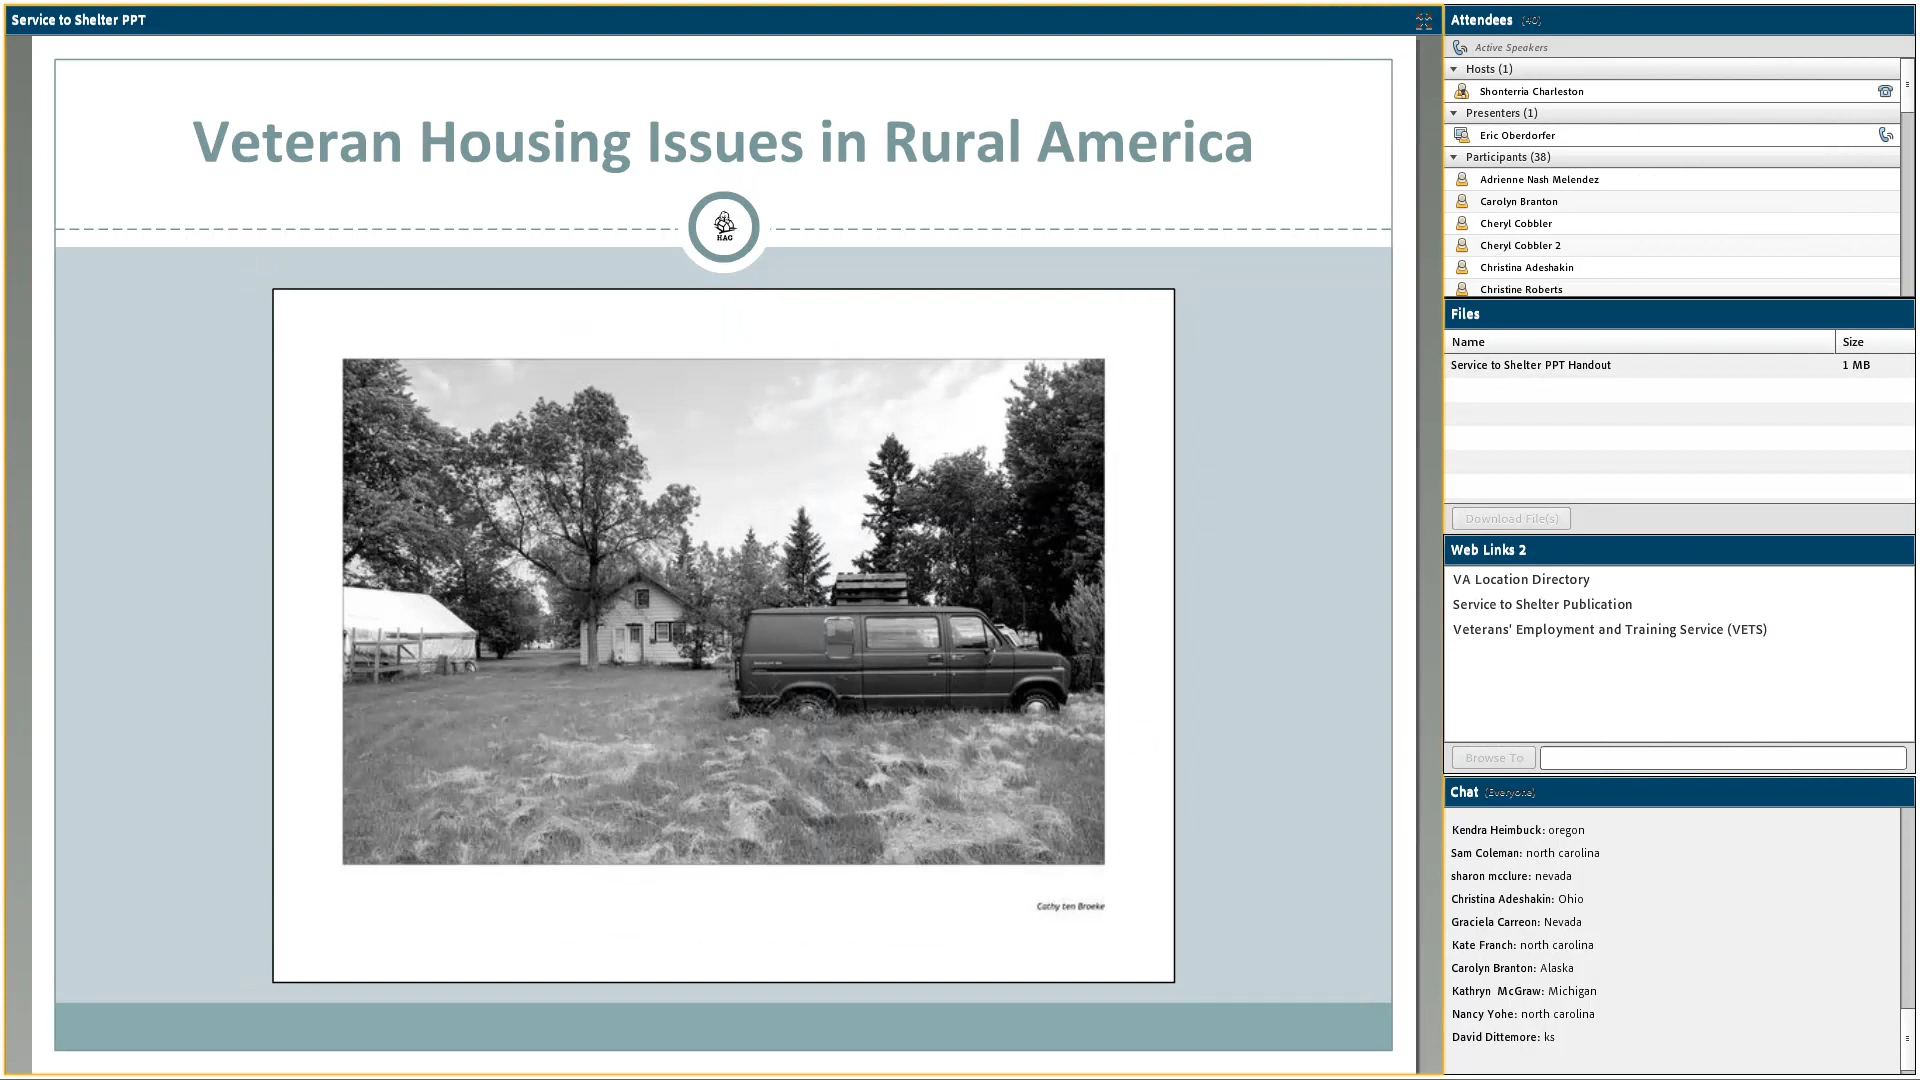 Service to Shelter PPT
Veteran Housing Issues in Rural America
HAC
Cathy ten Broeke
Attendees (40)
Active Speakers
Hosts (1)
Shonterria Charleston
Presenters (1)
Eric Oberdorfer
Participants (38)
Adrienne Nash Melendez
Carolyn Branton
Cheryl Cobbler
Cheryl Cobbler 2
Christina Adeshakin
Christine Roberts
Files
Name Size
Service to Shelter PPT Handout 1 MB
Download File(s)
Web Links 2
VA Location Directory
Service to Shelter Publication
Veterans' Employment and Training Service (VETS)
Browse To
Chat (Everyone)
Kendra Heimbuck: oregon
Sam Coleman: north carolina
sharon mcclure: nevada
Christina Adeshakin: Ohio
Graciela Carreon: Nevada
Kate Franch: north carolina
Carolyn Branton: Alaska
Kathryn McGraw: Michigan
Nancy Yohe: north carolina
David Dittemore: ks